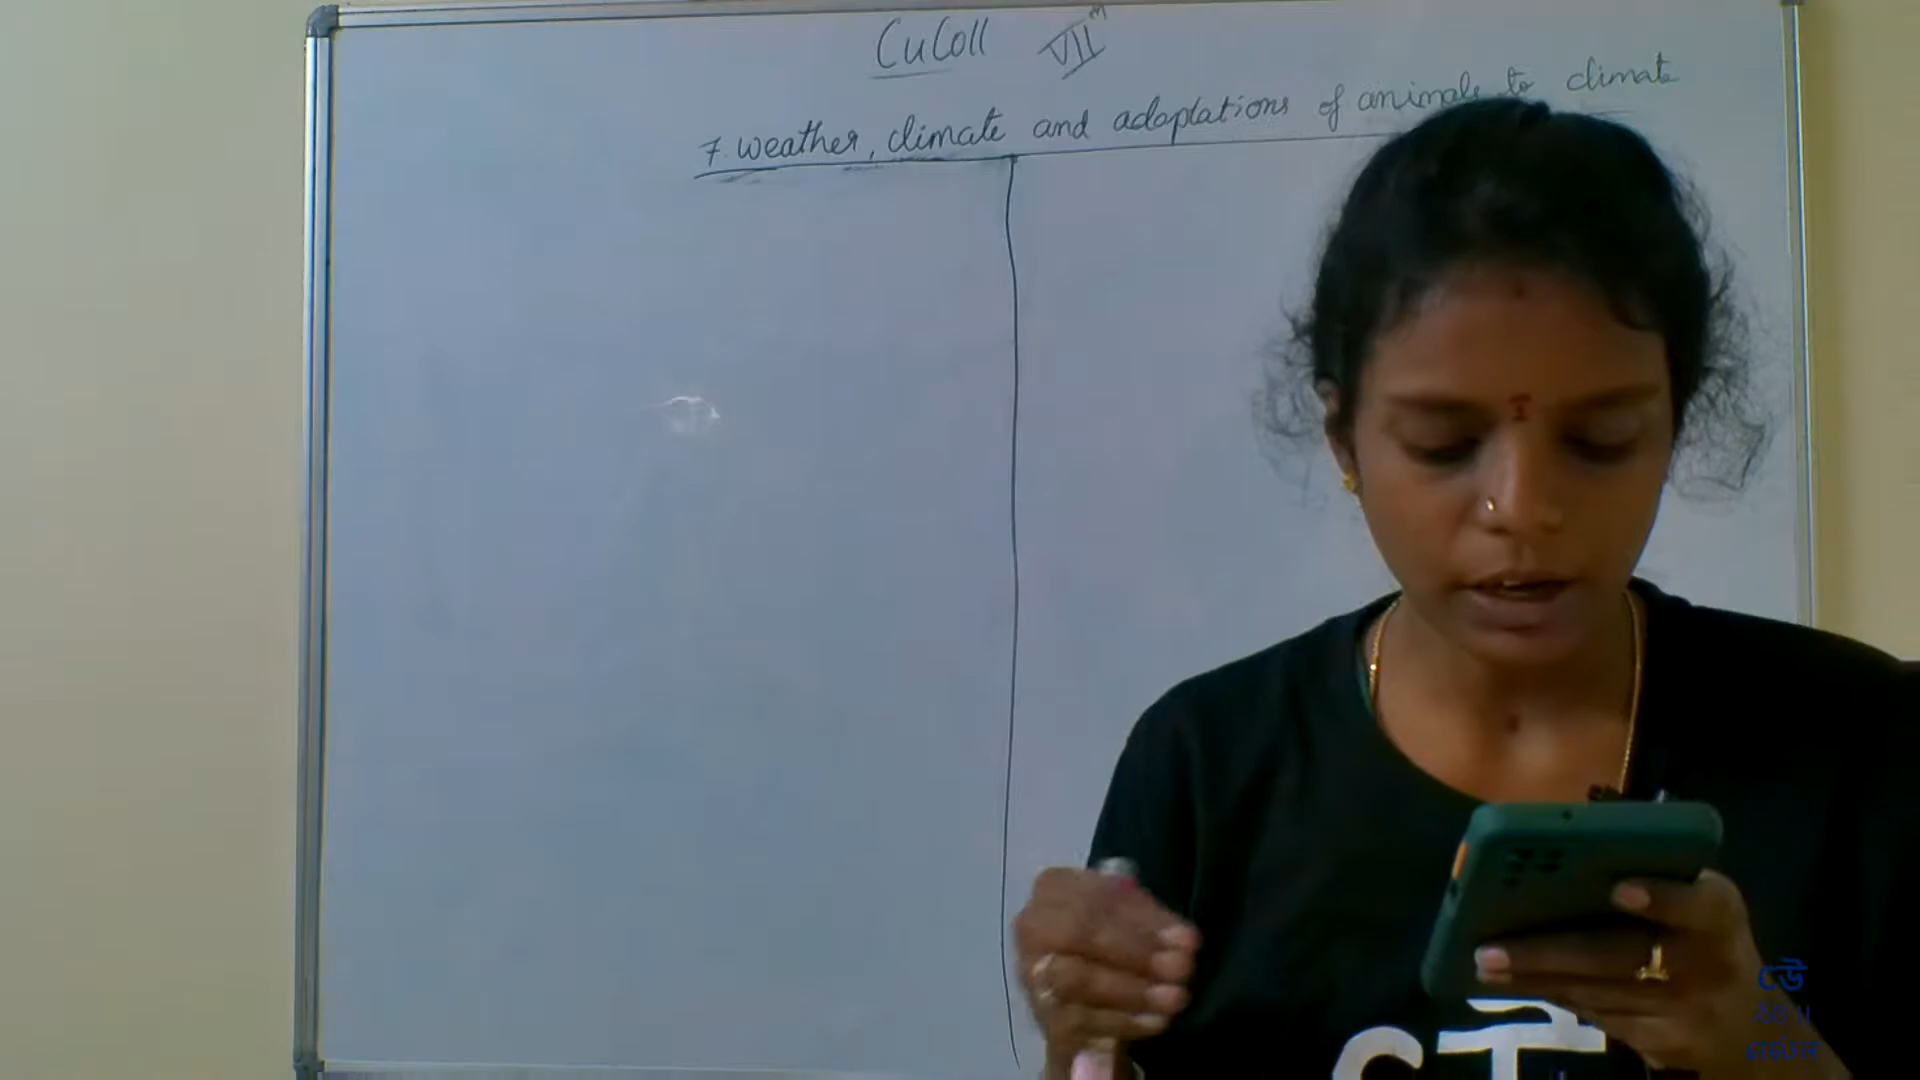 CuColl VII
7. weather, climate and adaptations of animals to climate